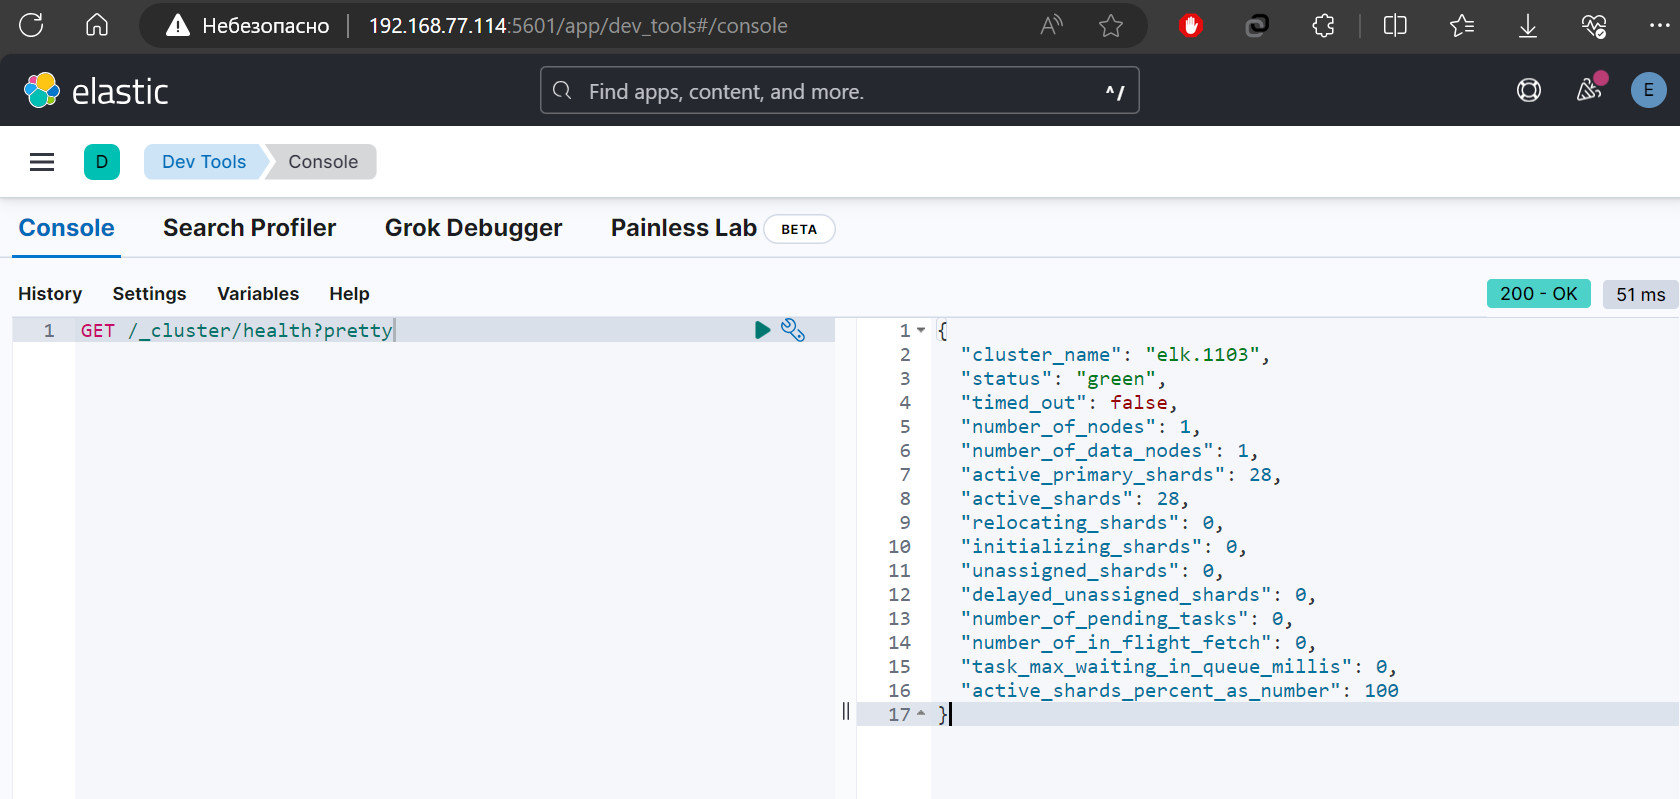 Небезопасно
192.168.77.114:5601/app/dev_tools#/console
elastic
Find apps, content, and more.
^/
E
D
Dev Tools
Console
Console
Search Profiler
Grok Debugger
Painless Lab
BETA
History
Settings
Variables
Help
200 - OK
51 ms
1
GET /_cluster/health?pretty
1 {
2 "cluster_name": "elk.1103",
3 "status": "green",
4 "timed_out": false,
5 "number_of_nodes": 1,
6 "number_of_data_nodes": 1,
7 "active_primary_shards": 28,
8 "active_shards": 28,
9 "relocating_shards": 0,
10 "initializing_shards": 0,
11 "unassigned_shards": 0,
12 "delayed_unassigned_shards": 0,
13 "number_of_pending_tasks": 0,
14 "number_of_in_flight_fetch": 0,
15 "task_max_waiting_in_queue_millis": 0,
16 "active_shards_percent_as_number": 100
17 }